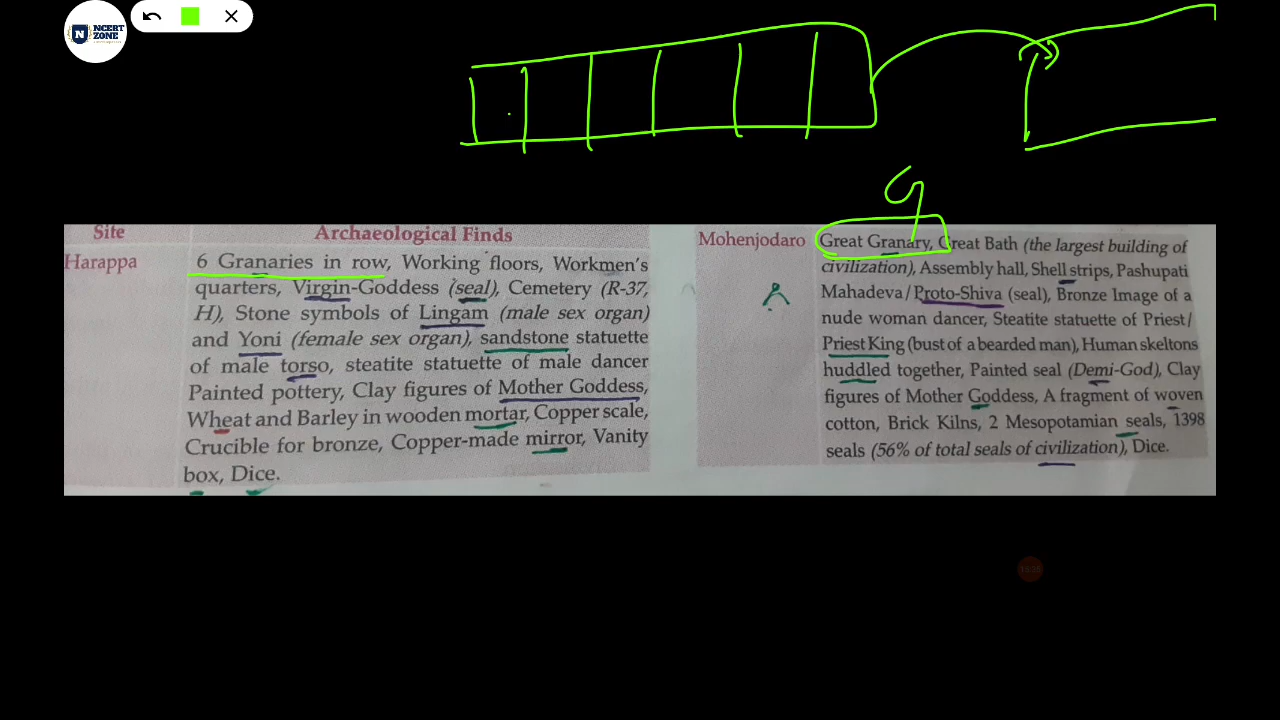 NCERT
ZONE
g
Site Archaeological Finds
Harappa 6 Granaries in row, Working floors, Workmen's
quarters, Virgin-Goddess (seal), Cemetery (R-37,
H), Stone symbols of Lingam (male sex organ)
and Yoni (female sex organ), sandstone statuette
of male torso, steatite statuette of male dancer
Painted pottery, Clay figures of Mother Goddess,
Wheat and Barley in wooden mortar, Copper scale,
Crucible for bronze, Copper-made mirror, Vanity
box, Dice.
Mohenjodaro Great Granary, Great Bath (the largest building of
civilization), Assembly hall, Shell strips, Pashupati
Mahadeva/Proto-Shiva (seal), Bronze Image of a
nude woman dancer, Steatite statuette of Priest/
Priest King (bust of a bearded man), Human skeltons
huddled together, Painted seal (Demi-God), Clay
figures of Mother Goddess, A fragment of woven
cotton, Brick Kilns, 2 Mesopotamian seals, 1398
seals (56% of total seals of civilization), Dice.